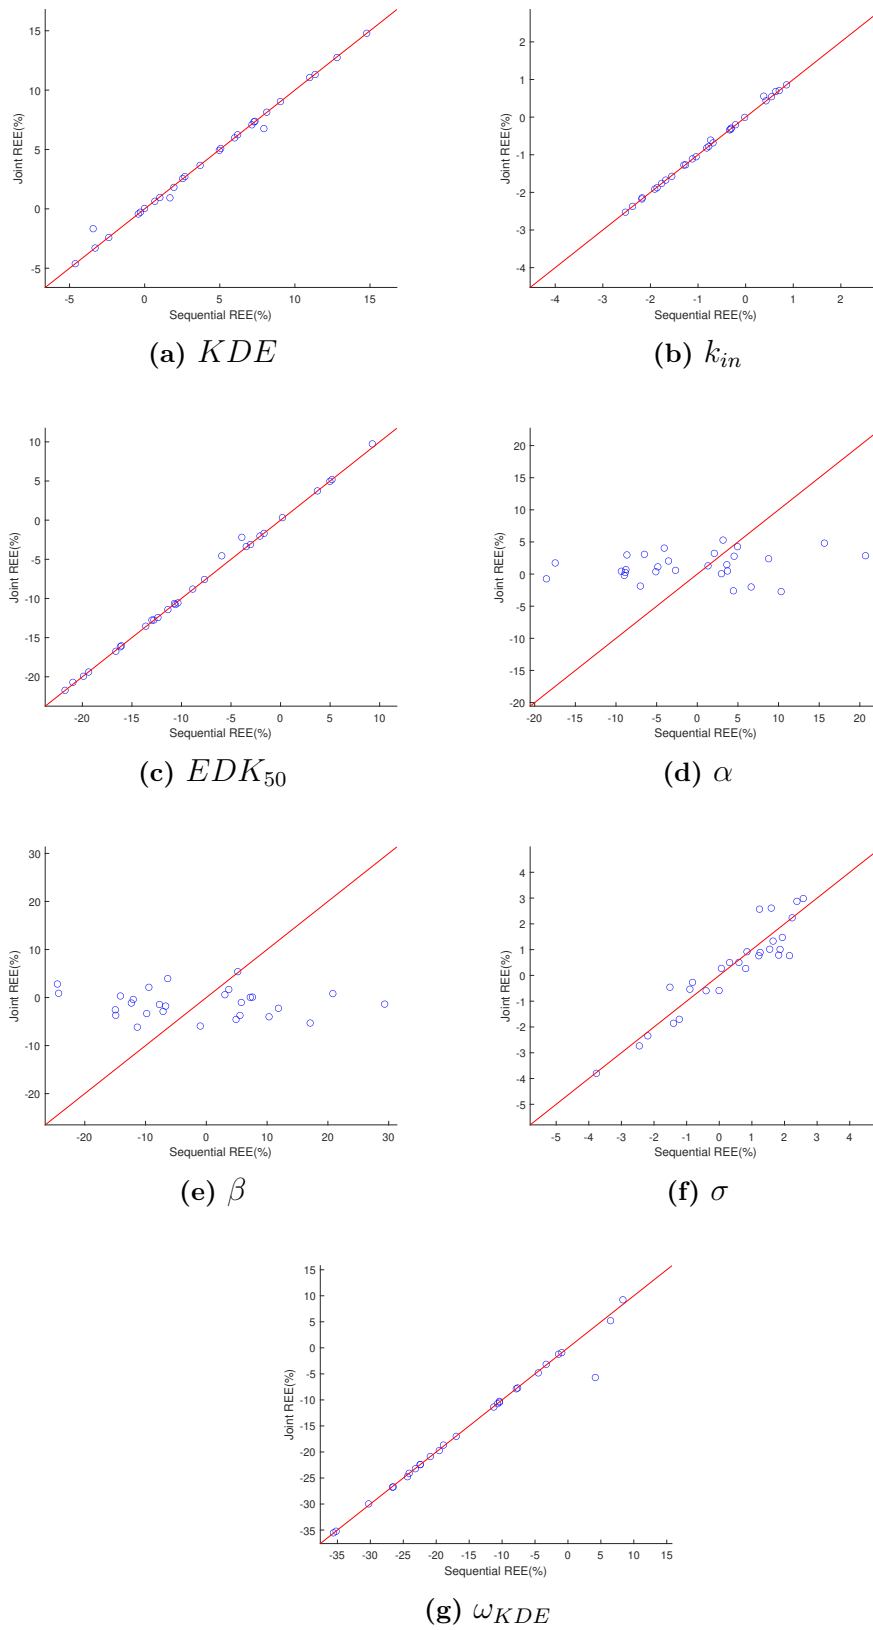 15
10
5
0
-5
Joint REE(%)
-5 0 5 10 15
Sequential REE(%)
(a) KDE
2
1
0
-1
-2
-3
-4
Joint REE(%)
-4 -3 -2 -1 0 1 2
Sequential REE(%)
(b) k_in
10
5
0
-5
-10
-15
-20
Joint REE(%)
-20 -15 -10 -5 0 5 10
Sequential REE(%)
(c) EDK_50
20
15
10
5
0
-5
-10
-15
-20
Joint REE(%)
-20 -15 -10 -5 0 5 10 15 20
Sequential REE(%)
(d) α
30
20
10
0
-10
-20
Joint REE(%)
-20 -10 0 10 20 30
Sequential REE(%)
(e) β
4
3
2
1
0
-1
-2
-3
-4
-5
Joint REE(%)
-5 -4 -3 -2 -1 0 1 2 3 4
Sequential REE(%)
(f) σ
15
10
5
0
-5
-10
-15
-20
-25
-30
-35
Joint REE(%)
-35 -30 -25 -20 -15 -10 -5 0 5 10 15
Sequential REE(%)
(g) ω_KDE